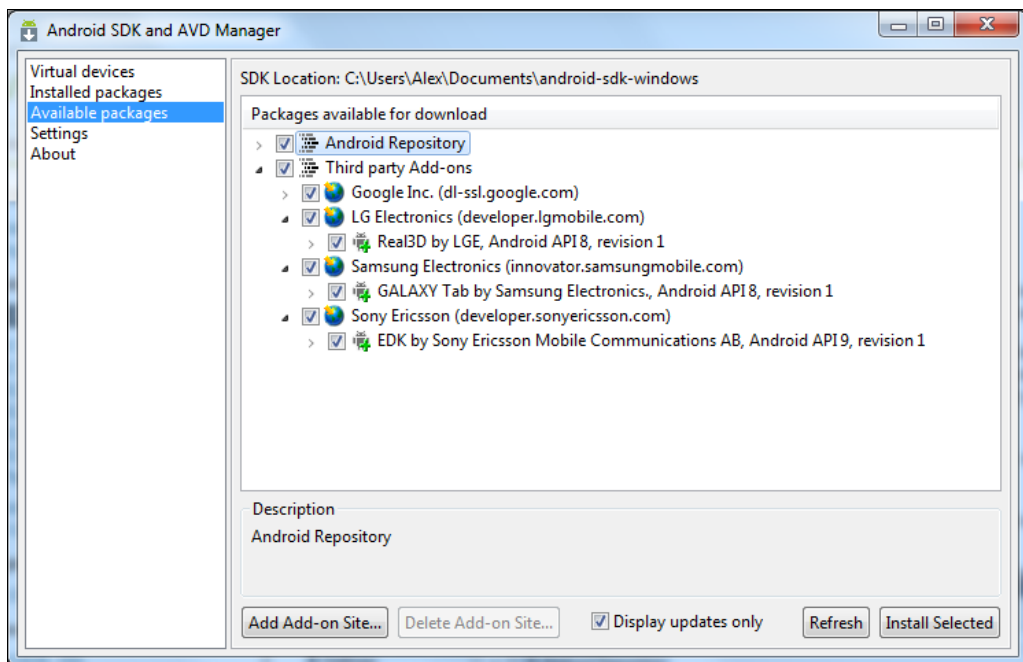 Android SDK and AVD Manager
Virtual devices
Installed packages
Available packages
Settings
About
SDK Location: C:\Users\Alex\Documents\android-sdk-windows
Packages available for download
Android Repository
Third party Add-ons
Google Inc. (dl-ssl.google.com)
LG Electronics (developer.lgmobile.com)
Real3D by LGE, Android API 8, revision 1
Samsung Electronics (innovator.samsungmobile.com)
GALAXY Tab by Samsung Electronics., Android API 8, revision 1
Sony Ericsson (developer.sonyericsson.com)
EDK by Sony Ericsson Mobile Communications AB, Android API 9, revision 1
Description
Android Repository
Add Add-on Site... Delete Add-on Site... Display updates only Refresh Install Selected